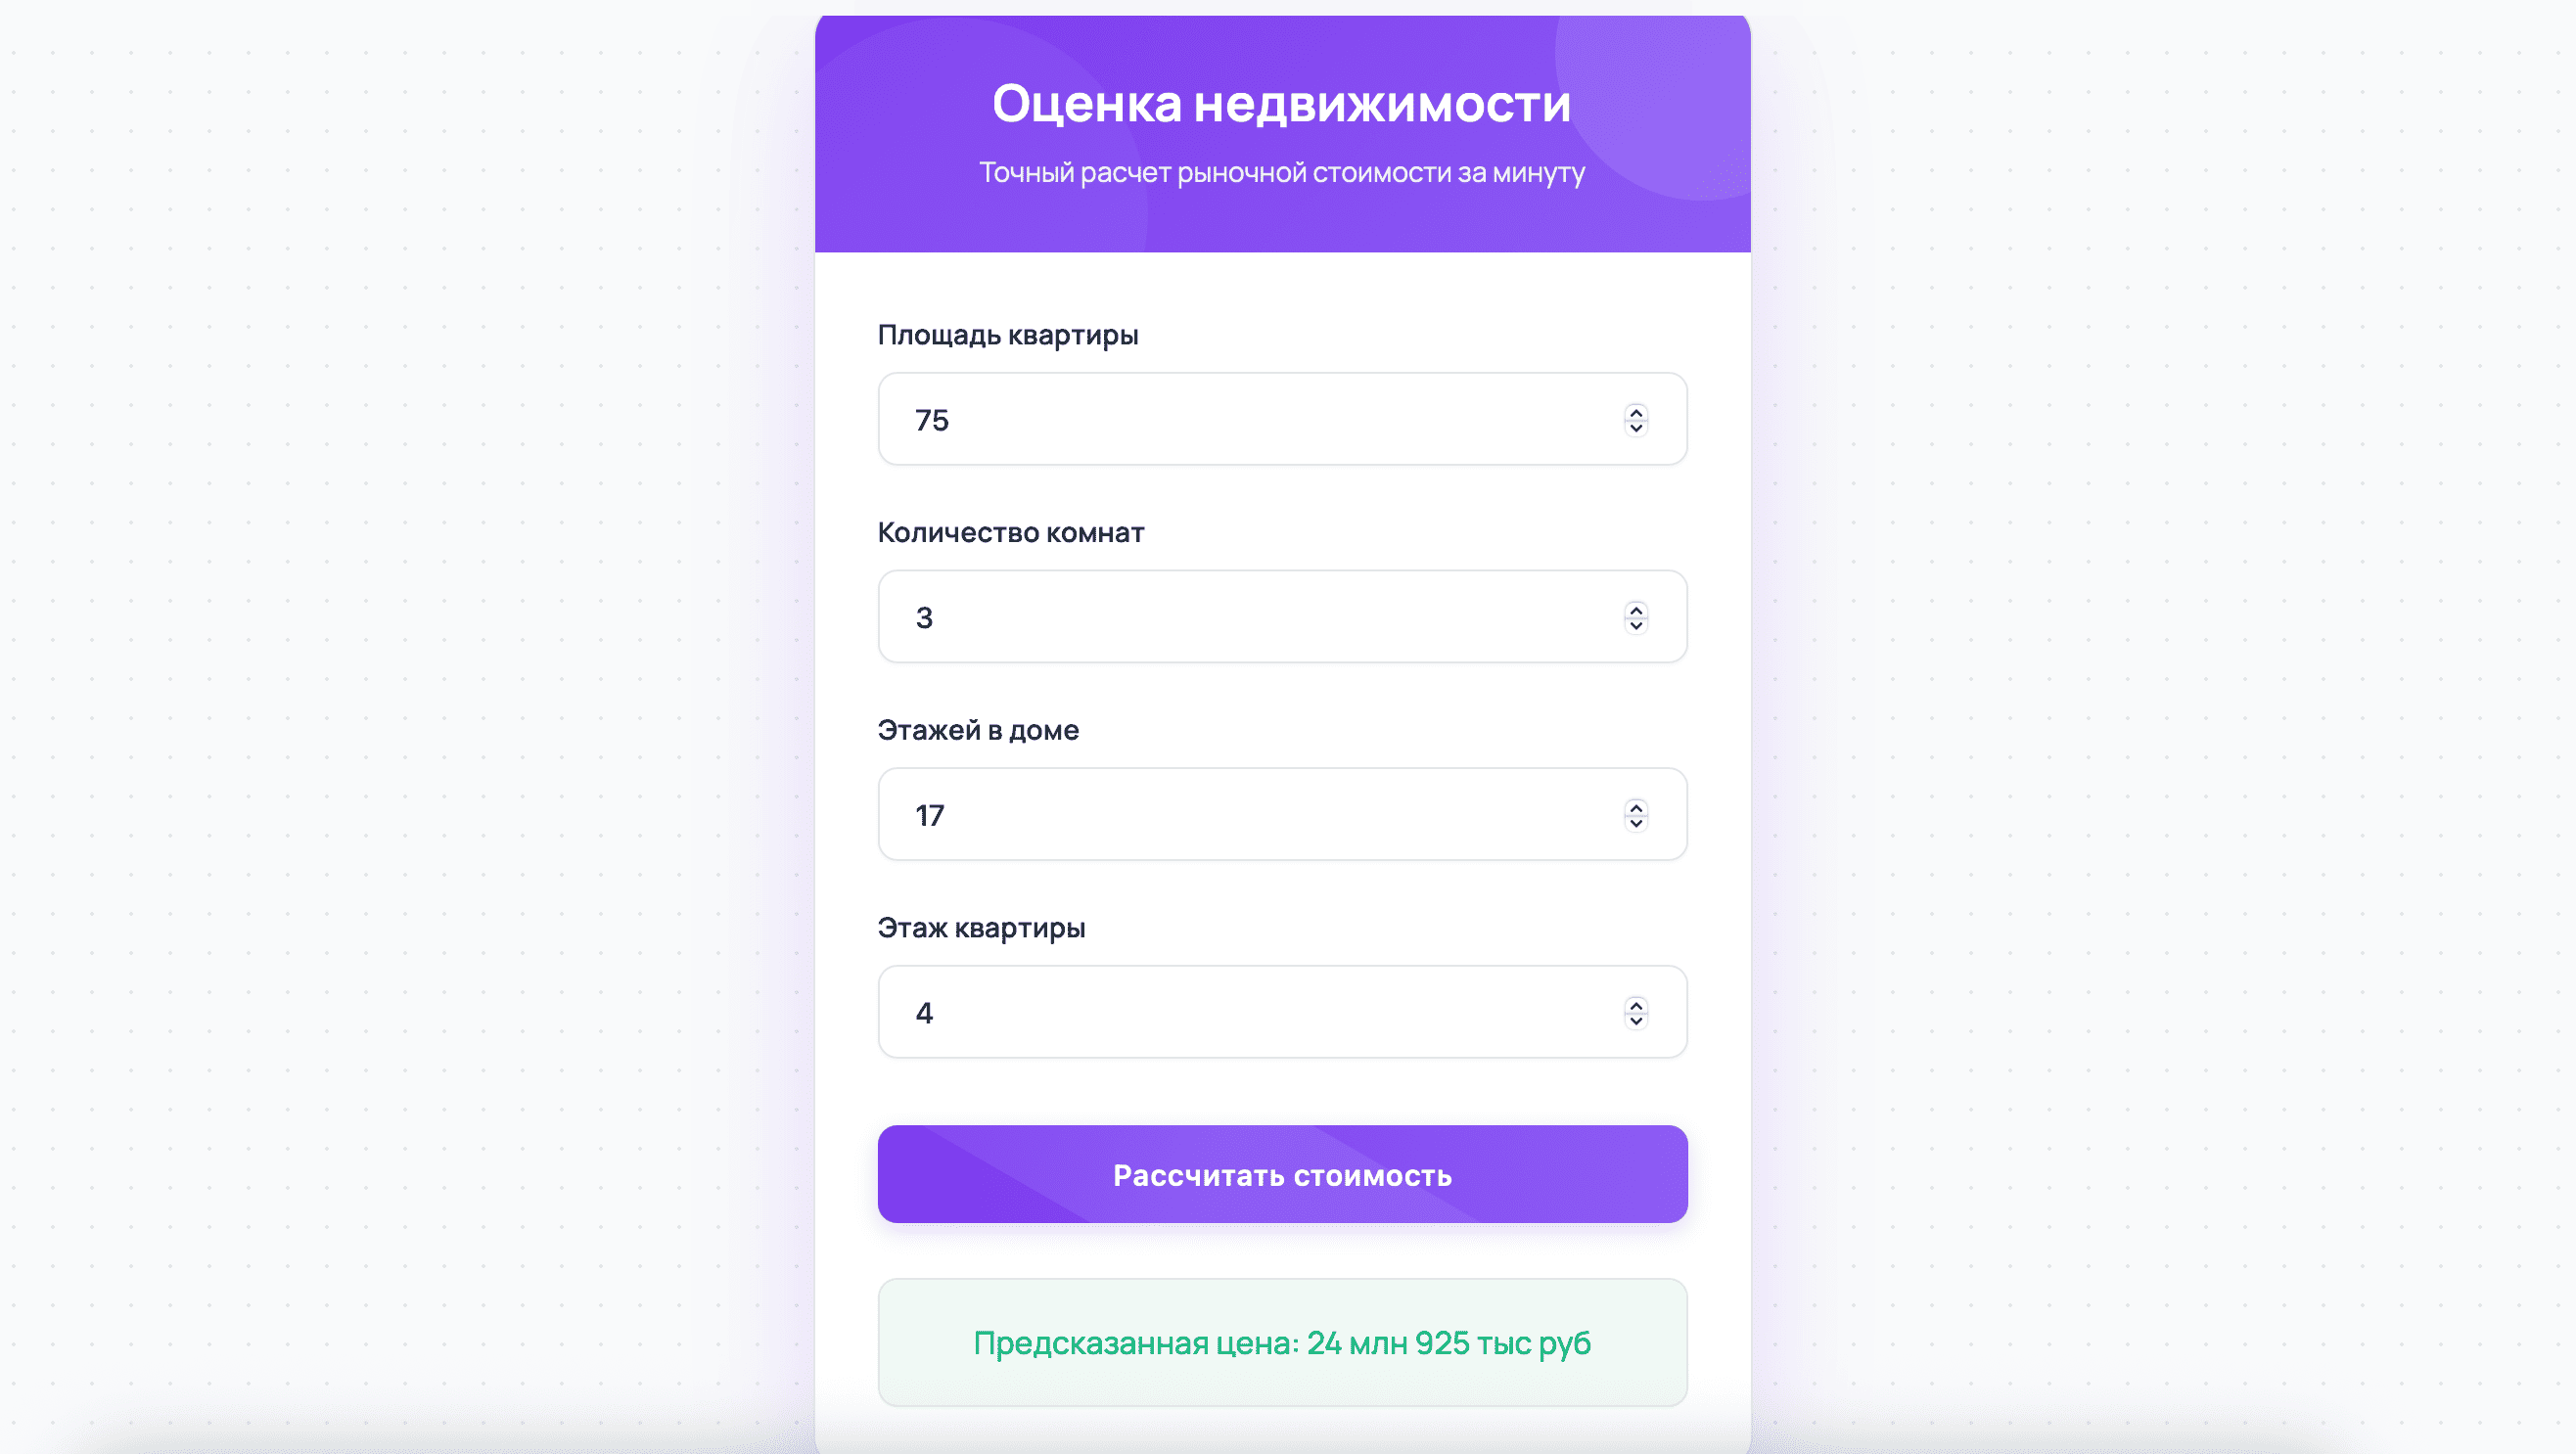 Оценка недвижимости
Точный расчет рыночной стоимости за минуту
Площадь квартиры
75
Количество комнат
3
Этажей в доме
17
Этаж квартиры
4
Рассчитать стоимость
Предсказанная цена: 24 млн 925 тыс руб